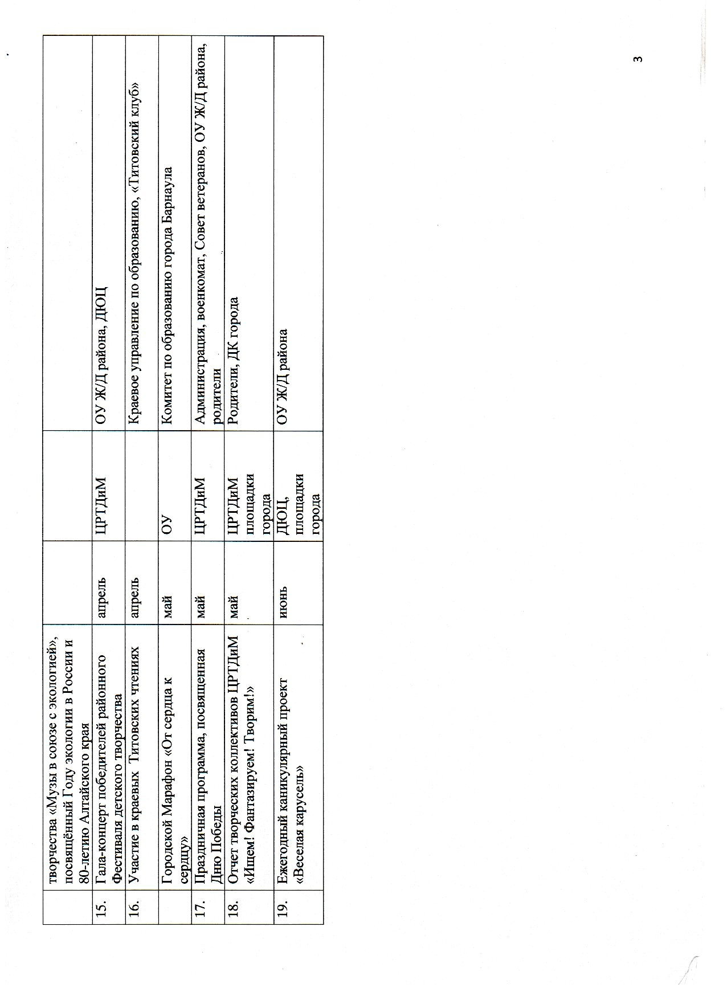 творчества «Музы в союзе с экологией»,
посвящённый Году экологии в России и
80-летию Алтайского края
15.
Гала-концерт победителей районного
Фестиваля детского творчества
апрель
ЦРТДиМ
ОУ Ж/Д района, ДЮЦ
16.
Участие в краевых Титовских чтениях
апрель
Краевое управление по образованию, «Титовский клуб»
Городской Марафон «От сердца к
сердцу»
май
ОУ
Комитет по образованию города Барнаула
17.
Праздничная программа, посвященная
Дню Победы
май
ЦРТДиМ
Администрация, военкомат, Совет ветеранов, ОУ Ж/Д района,
родители
18.
Отчет творческих коллективов ЦРТДиМ
«Ищем! Фантазируем! Творим!»
май
ЦРТДиМ
площадки
города
Родители, ДК города
19.
Ежегодный каникулярный проект
«Веселая карусель»
июнь
ДЮЦ,
площадки
города
ОУ Ж/Д района
3